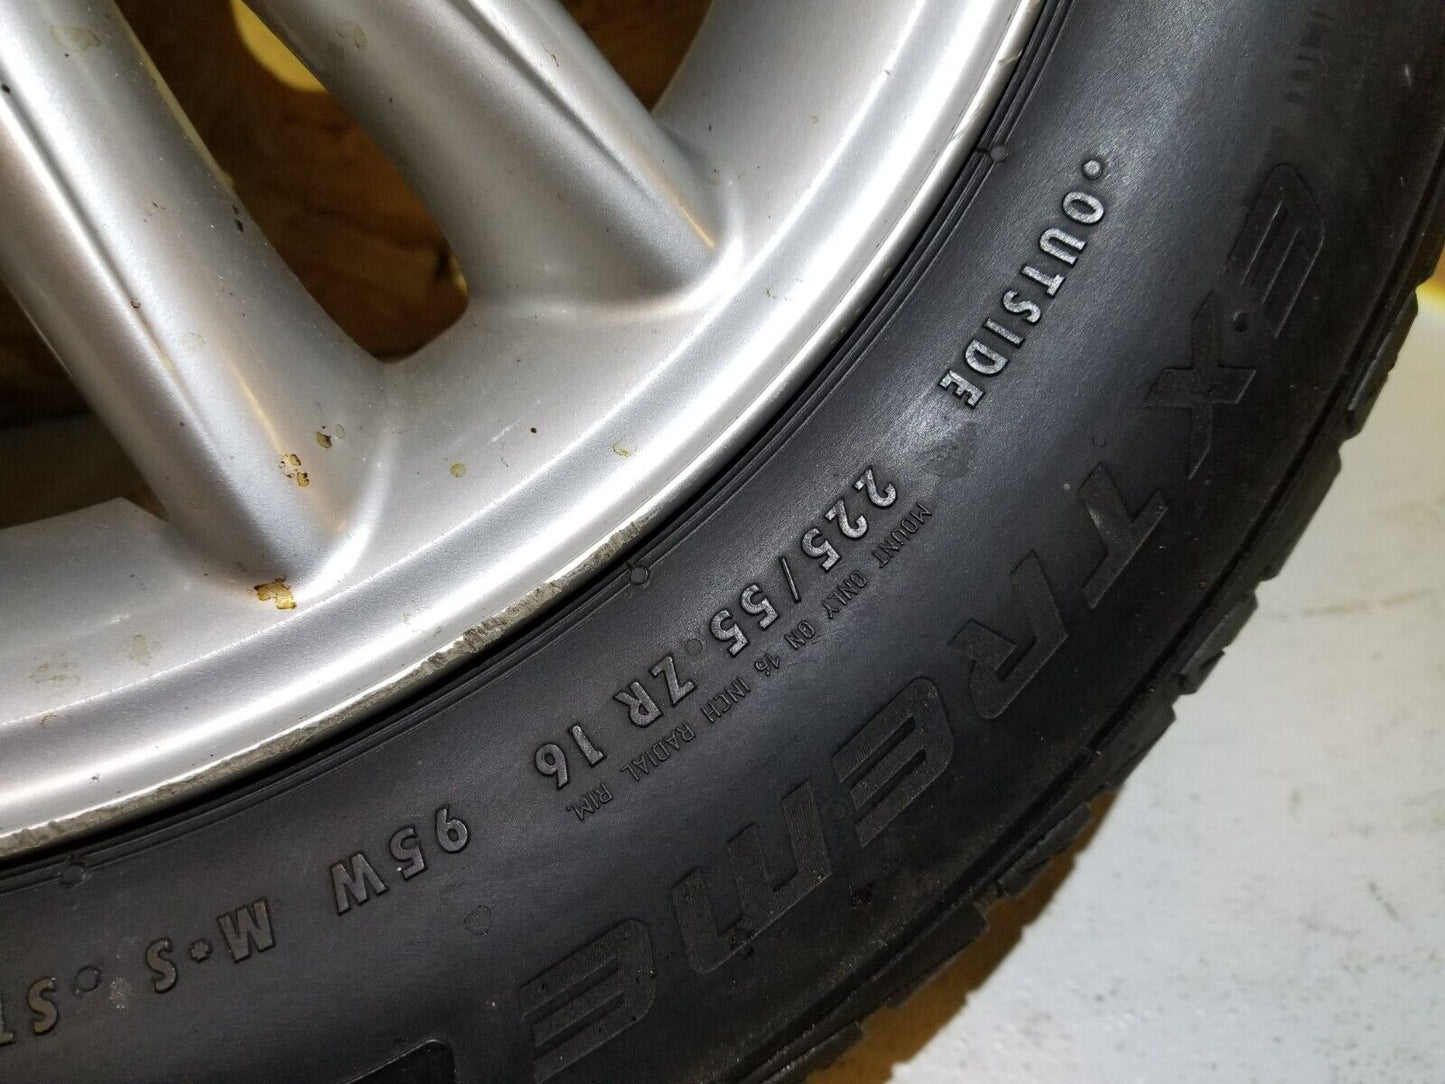 •OUTSIDE
225/55 ZR 16 95W M•S •
MOUNT ONLY ON 16 INCH RADIAL RIM.
EXTREME